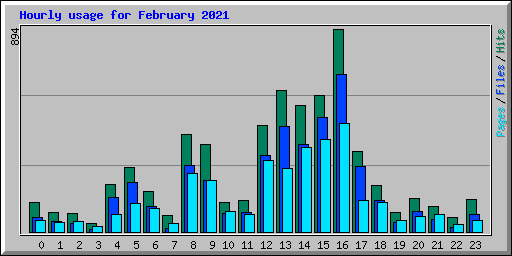 Hourly usage for February 2021
894
Pages / Files / Hits
0 1 2 3 4 5 6 7 8 9 10 11 12 13 14 15 16 17 18 19 20 21 22 23